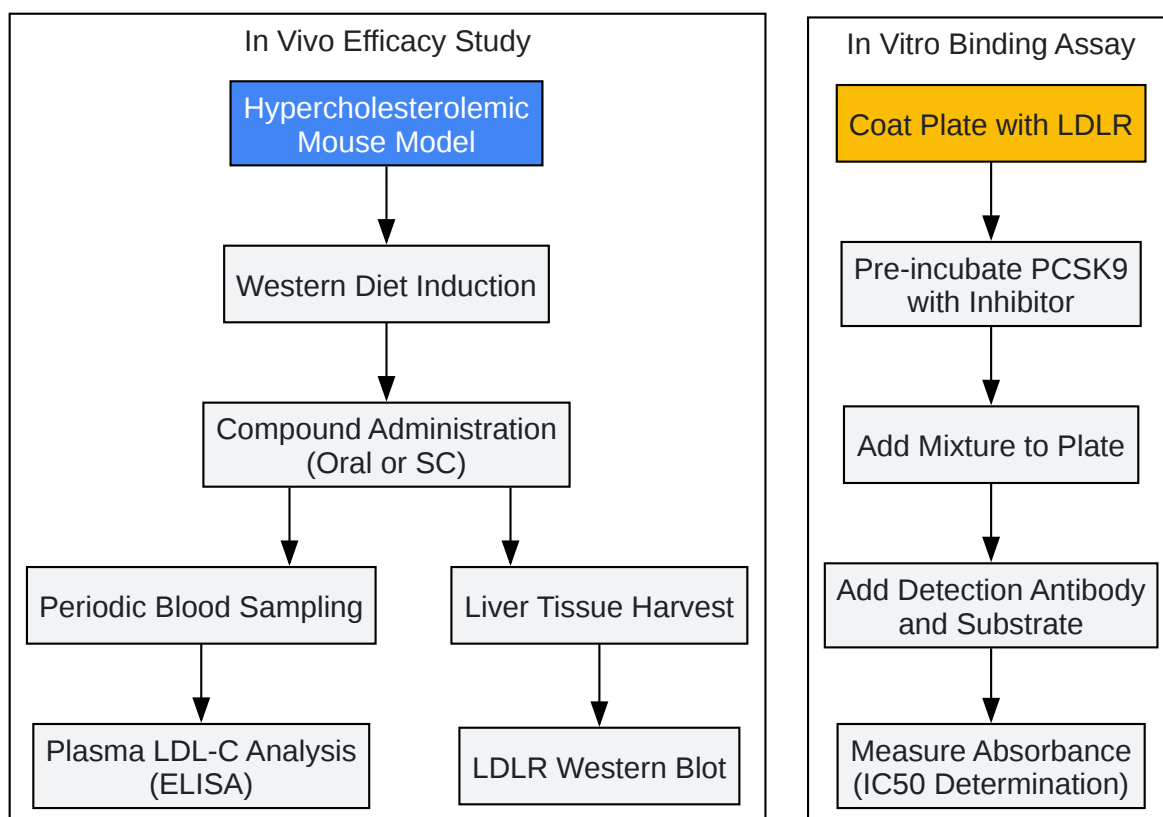 In Vivo Efficacy Study
Hypercholesterolemic
Mouse Model
Western Diet Induction
Compound Administration
(Oral or SC)
Periodic Blood Sampling
Liver Tissue Harvest
Plasma LDL-C Analysis
(ELISA)
LDLR Western Blot
In Vitro Binding Assay
Coat Plate with LDLR
Pre-incubate PCSK9
with Inhibitor
Add Mixture to Plate
Add Detection Antibody
and Substrate
Measure Absorbance
(IC50 Determination)